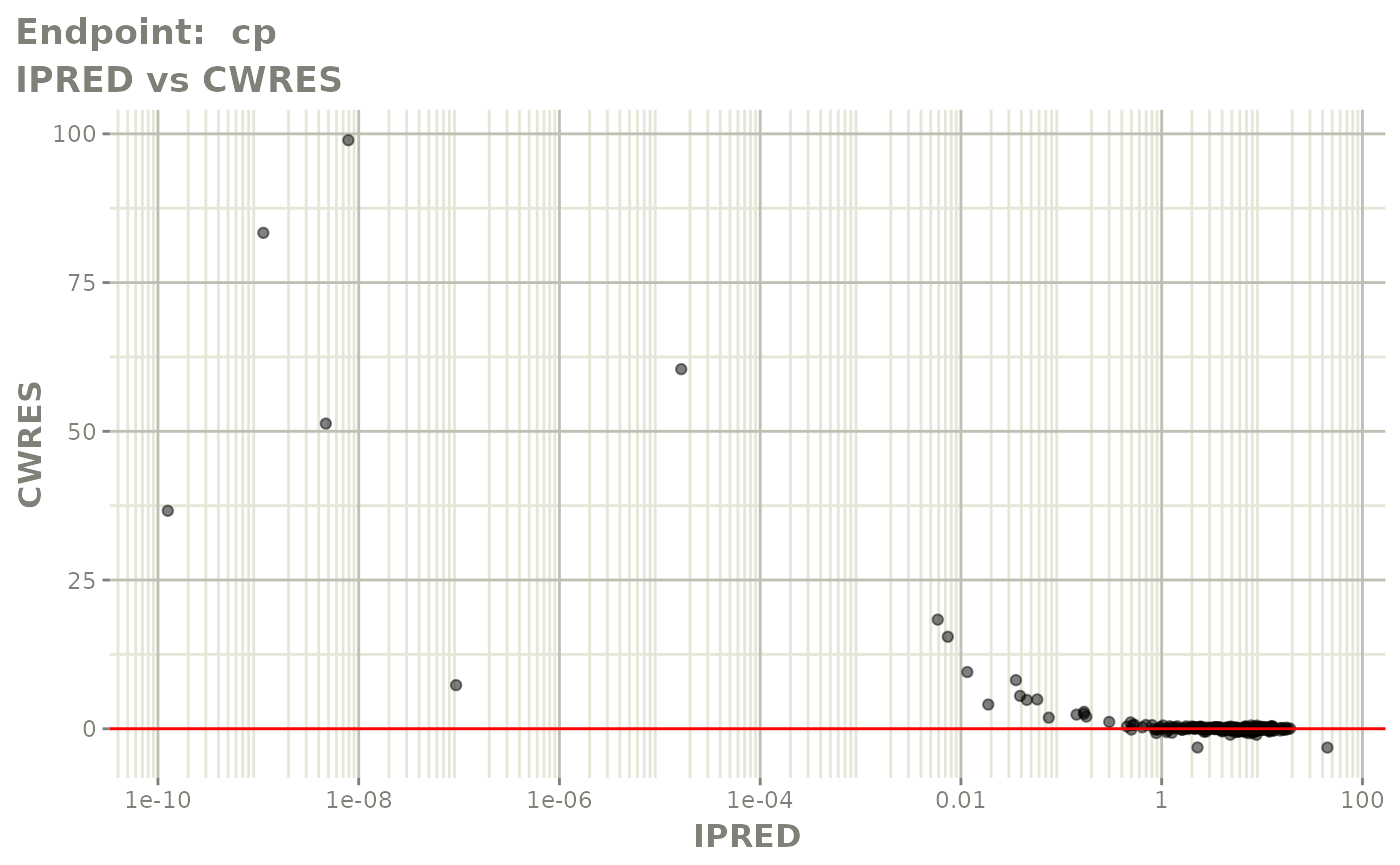 Endpoint:  cp
IPRED vs CWRES
100
75
50
25
0
CWRES
1e-10
1e-08
1e-06
1e-04
0.01
1
100
IPRED